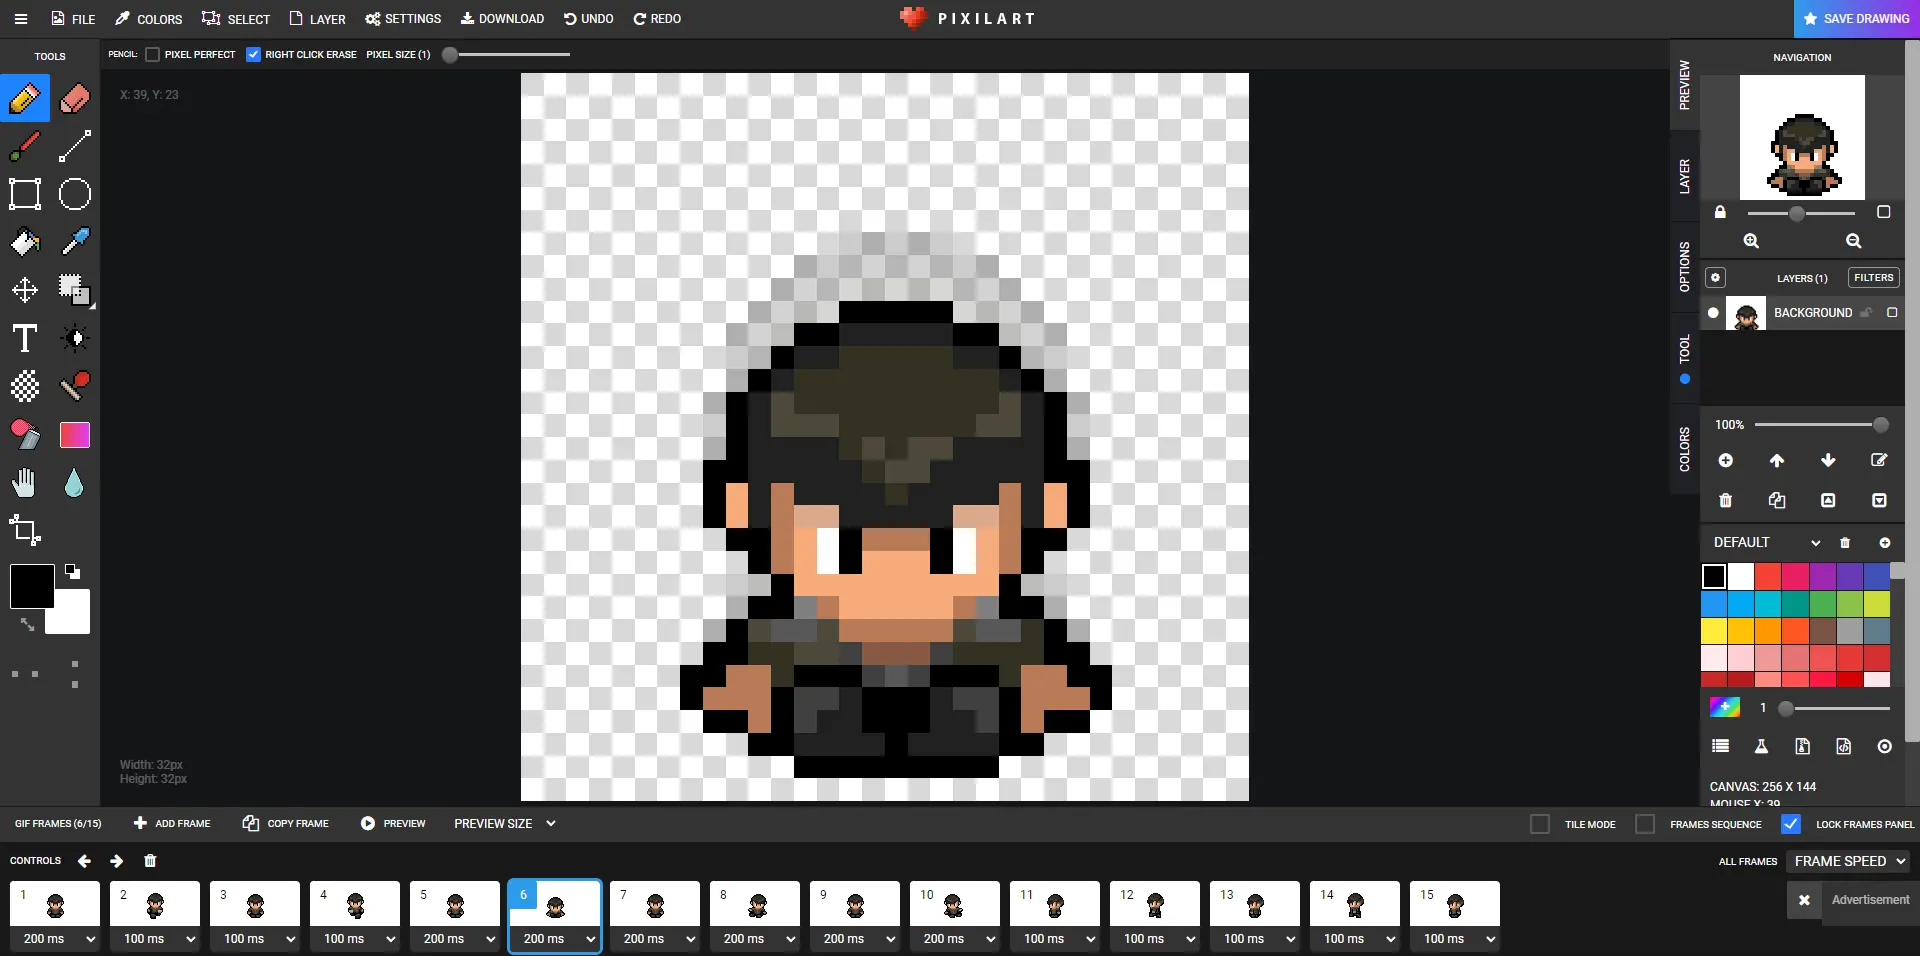 FILE COLORS SELECT LAYER SETTINGS DOWNLOAD UNDO REDO PIXILART SAVE DRAWING
TOOLS
PENCIL: PIXEL PERFECT RIGHT CLICK ERASE PIXEL SIZE (1)
X: 39, Y: 23
Width: 32px
Height: 32px
PREVIEW
LAYER
OPTIONS
TOOL
COLORS
NAVIGATION
LAYERS (1) FILTERS
BACKGROUND
100%
DEFAULT
1
CANVAS: 256 X 144
MOUSE X: 39
GIF FRAMES (6/15) ADD FRAME COPY FRAME PREVIEW PREVIEW SIZE TILE MODE FRAMES SEQUENCE LOCK FRAMES PANEL
CONTROLS ALL FRAMES FRAME SPEED
1 2 3 4 5 6 7 8 9 10 11 12 13 14 15 Advertisement
200 ms 100 ms 100 ms 100 ms 200 ms 200 ms 200 ms 200 ms 200 ms 200 ms 100 ms 100 ms 100 ms 100 ms 100 ms